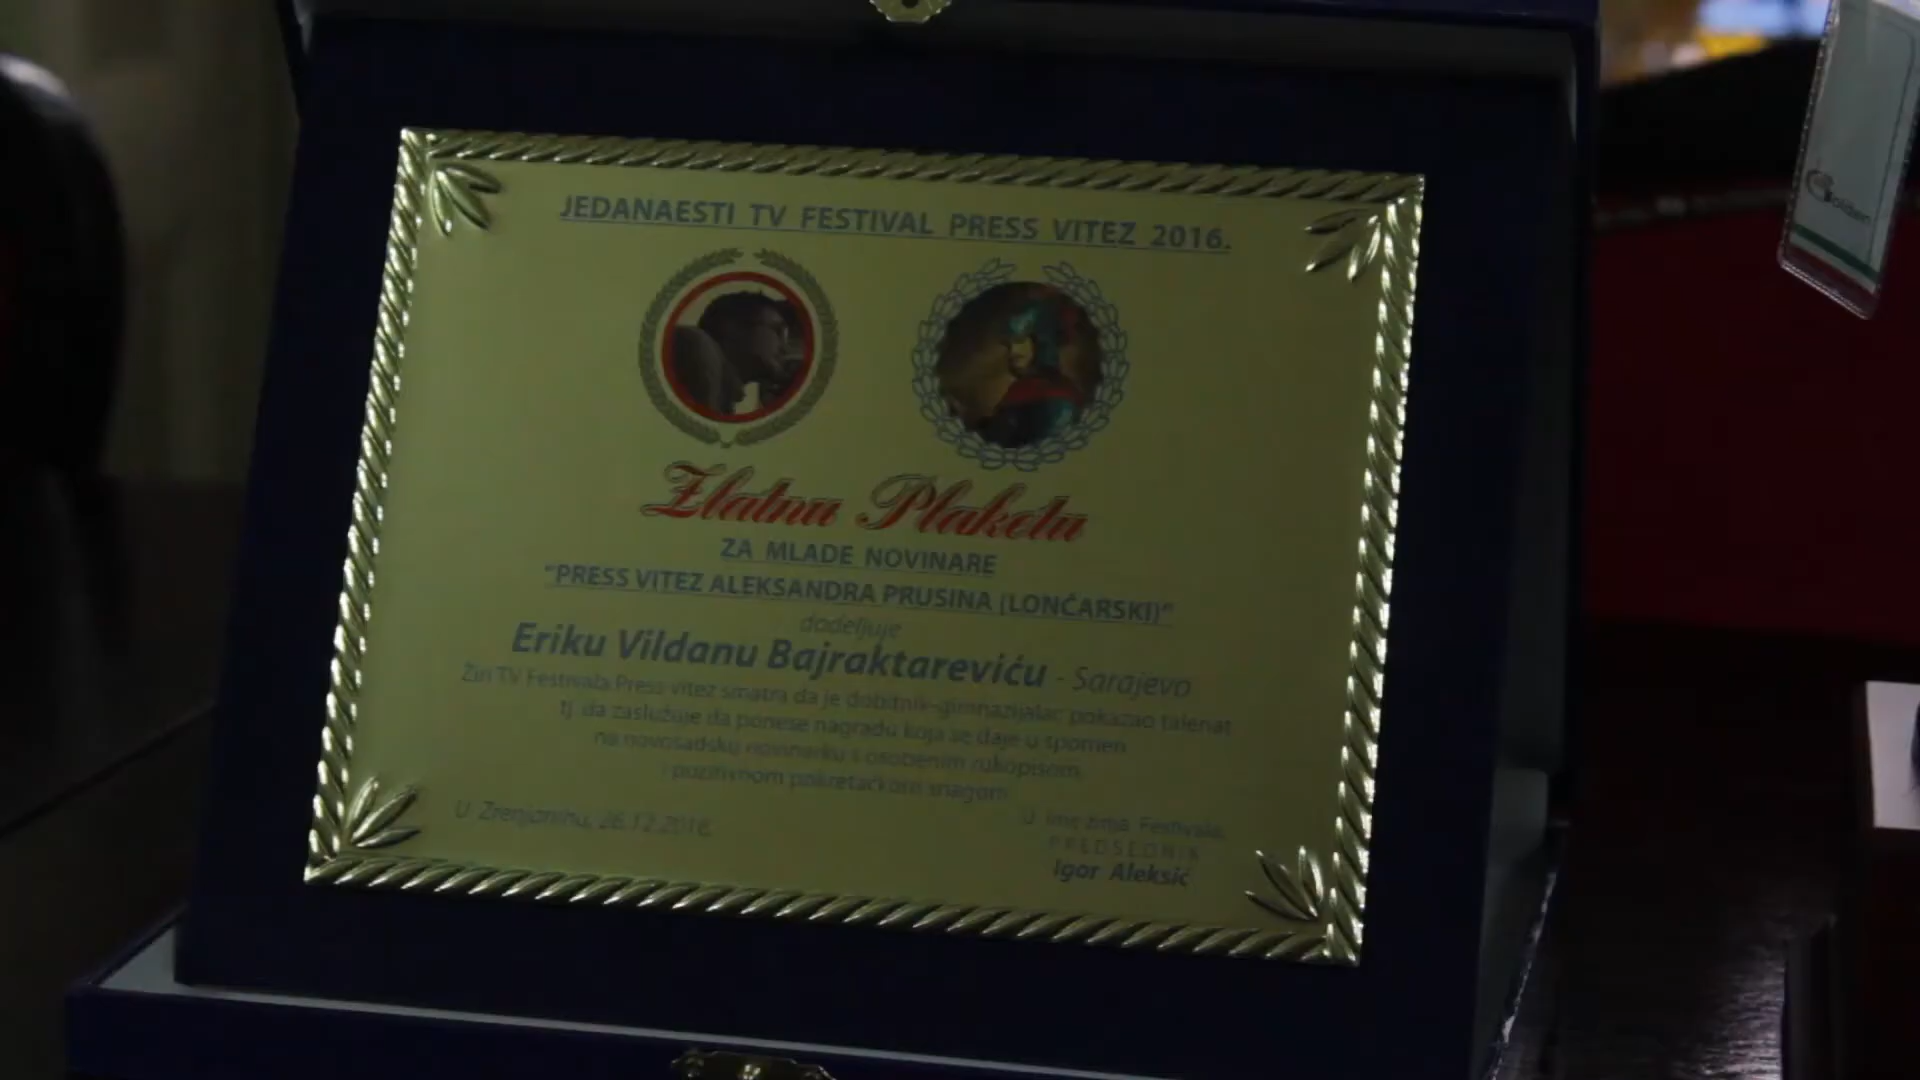 JEDANAESTI TV FESTIVAL PRESS VITEZ 2016.
Zlatnu Plaketu
ZA MLADE NOVINARE
"PRESS VITEZ ALEKSANDRA PRUSINA (LONČARSKI)"
dodeljuje
Eriku Vildanu Bajraktareviću - Sarajevo
Žiri TV Festivala Press vitez smatra da je dobitnik-gimnazijalac pokazao talenat
tj. da zaslužuje da ponese nagradu koja se daje u spomen
na novosadsku novinarku s osobenim rukopisom
i pozitivnom pokretačkom snagom
U Zrenjaninu, 26.12.2016.
U ime žirija Festivala,
PREDSEDNIK
Igor Aleksić